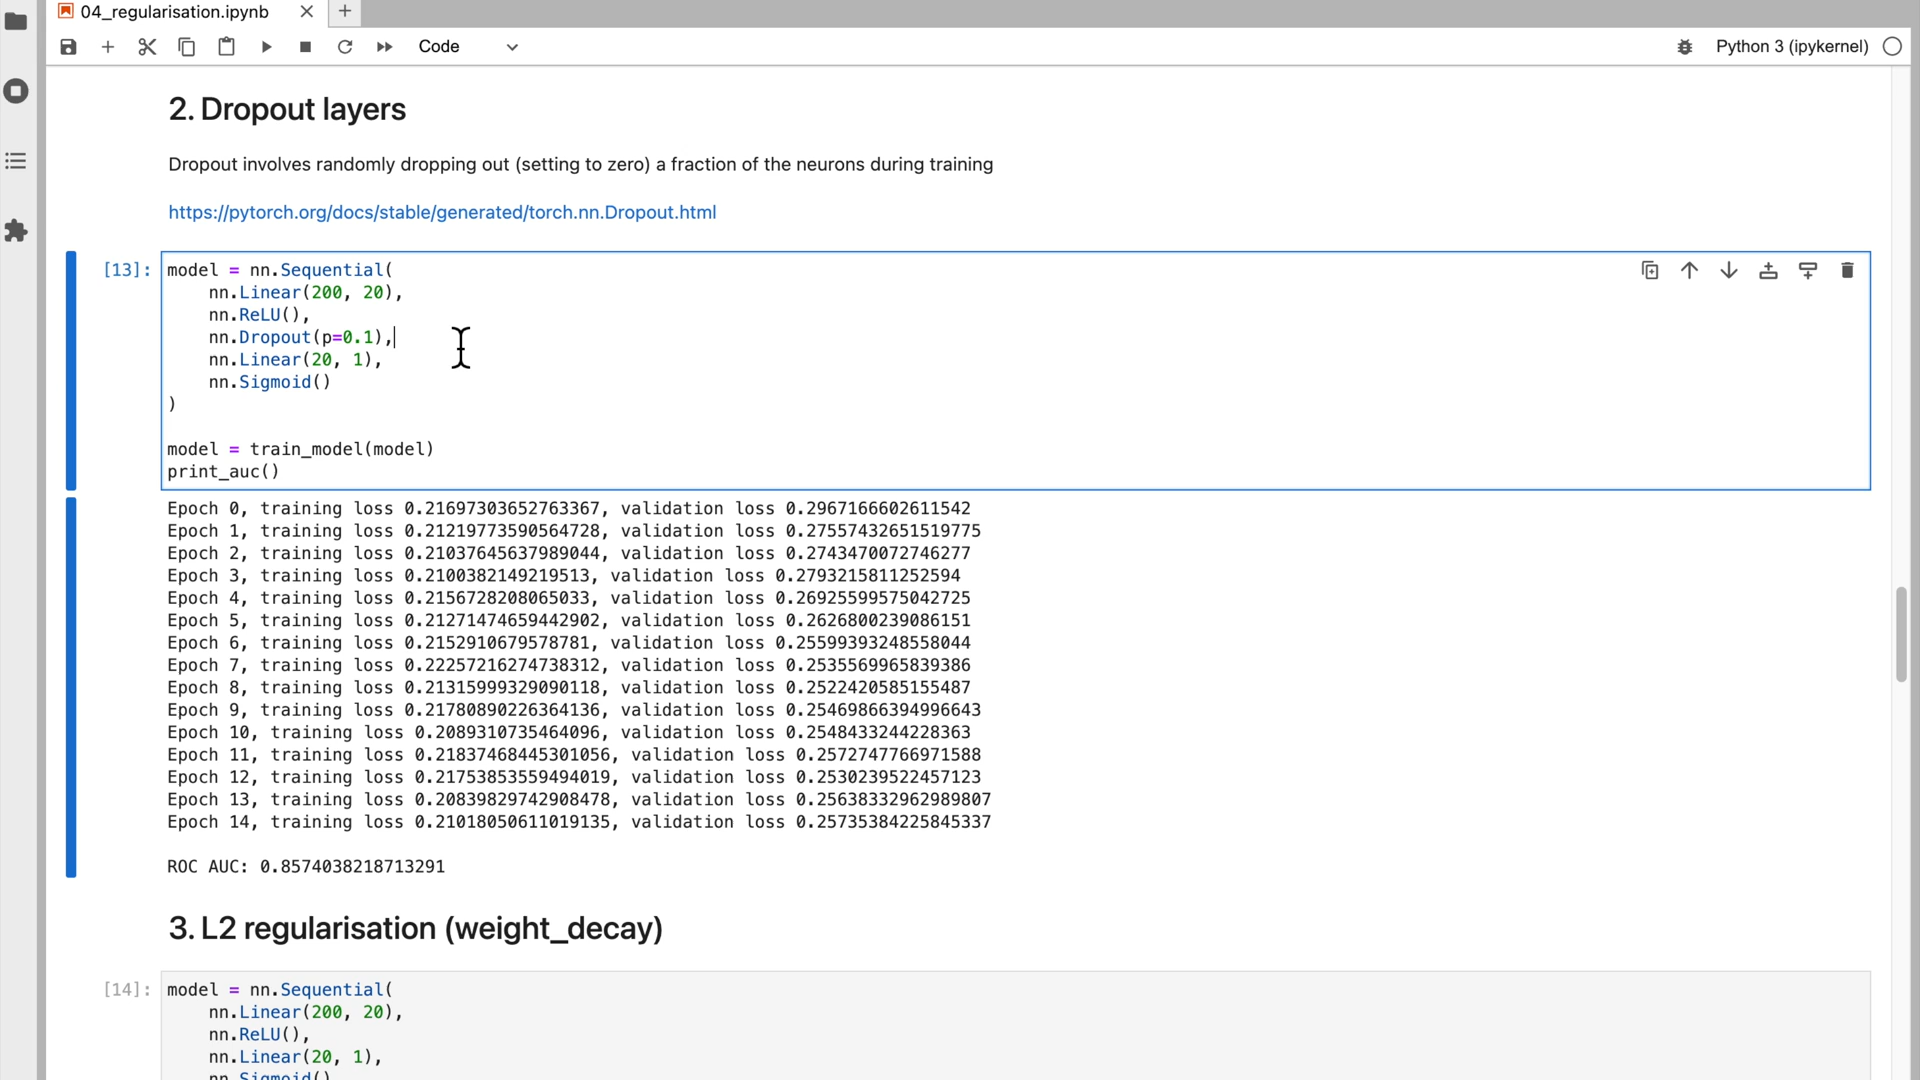 04_regularisation.ipynb
Code
Python 3 (ipykernel)
2. Dropout layers
Dropout involves randomly dropping out (setting to zero) a fraction of the neurons during training
https://pytorch.org/docs/stable/generated/torch.nn.Dropout.html
[13]:
model = nn.Sequential(
    nn.Linear(200, 20),
    nn.ReLU(),
    nn.Dropout(p=0.1),
    nn.Linear(20, 1),
    nn.Sigmoid()
)
model = train_model(model)
print_auc()
Epoch 0, training loss 0.21697303652763367, validation loss 0.2967166602611542
Epoch 1, training loss 0.21219773590564728, validation loss 0.27557432651519775
Epoch 2, training loss 0.21037645637989044, validation loss 0.2743470072746277
Epoch 3, training loss 0.2100382149219513, validation loss 0.2793215811252594
Epoch 4, training loss 0.2156728208065033, validation loss 0.26925599575042725
Epoch 5, training loss 0.21271474659442902, validation loss 0.2626800239086151
Epoch 6, training loss 0.2152910679578781, validation loss 0.25599393248558044
Epoch 7, training loss 0.22257216274738312, validation loss 0.2535569965839386
Epoch 8, training loss 0.21315999329090118, validation loss 0.2522420585155487
Epoch 9, training loss 0.21780890226364136, validation loss 0.25469866394996643
Epoch 10, training loss 0.2089310735464096, validation loss 0.2548433244228363
Epoch 11, training loss 0.21837468445301056, validation loss 0.2572747766971588
Epoch 12, training loss 0.21753853559494019, validation loss 0.2530239522457123
Epoch 13, training loss 0.20839829742908478, validation loss 0.25638332962989807
Epoch 14, training loss 0.21018050611019135, validation loss 0.25735384225845337
ROC AUC: 0.8574038218713291
3. L2 regularisation (weight_decay)
[14]:
model = nn.Sequential(
    nn.Linear(200, 20),
    nn.ReLU(),
    nn.Linear(20, 1),
    nn.Sigmoid()